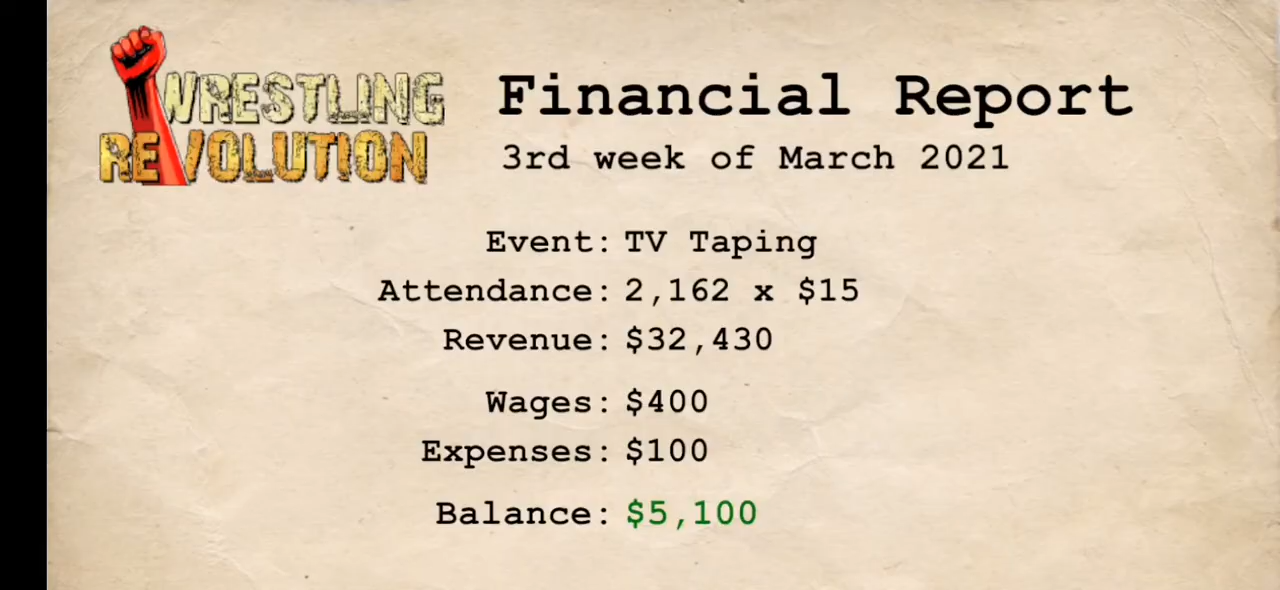 WRESTLING
REVOLUTION
Financial Report
3rd week of March 2021
Event: TV Taping
Attendance: 2,162 x $15
Revenue: $32,430
Wages: $400
Expenses: $100
Balance: $5,100